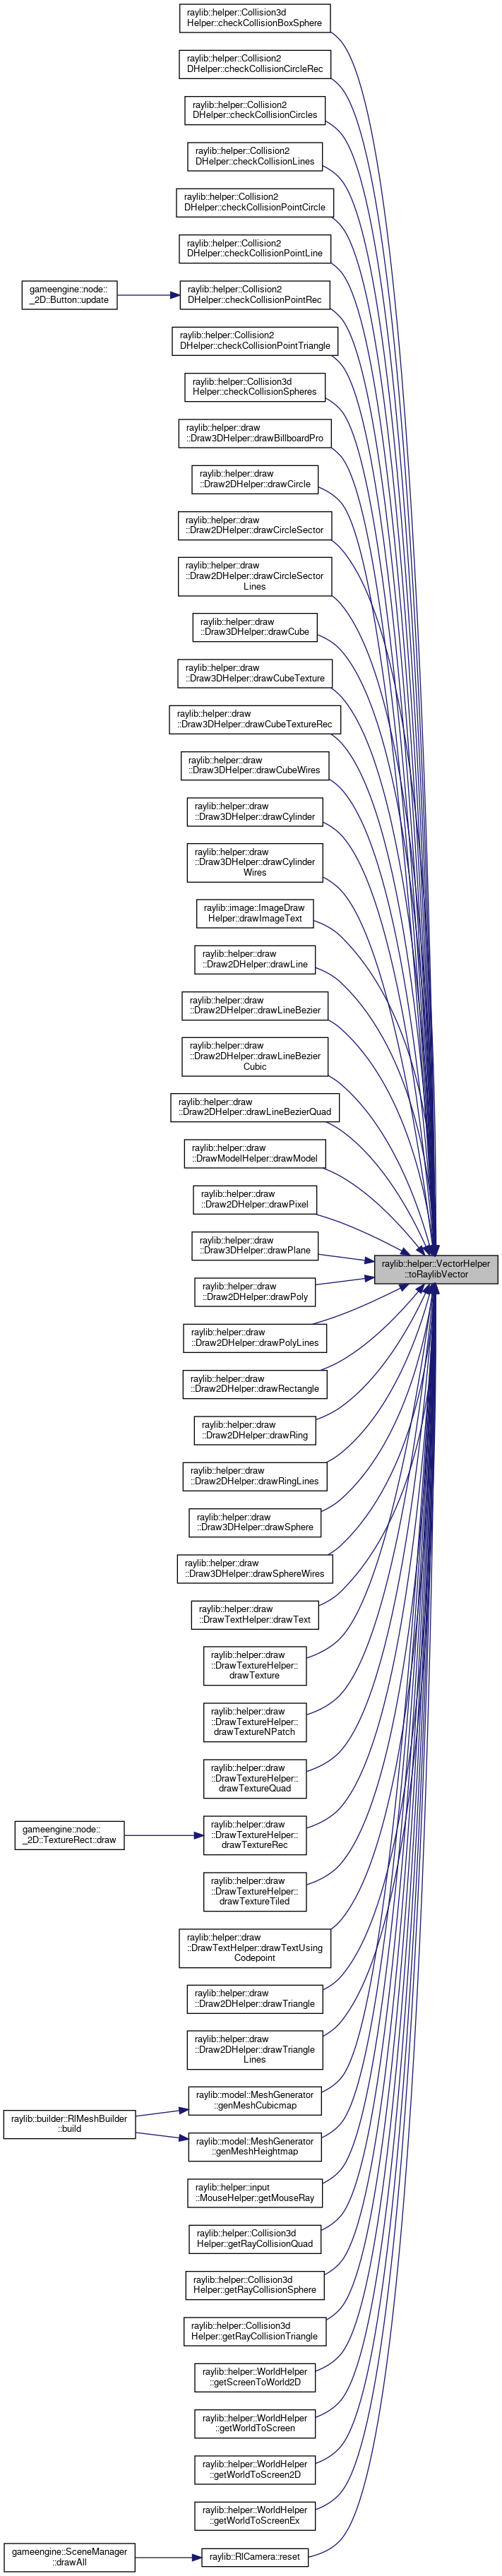 raylib::helper::Collision3d
Helper::checkCollisionBoxSphere
raylib::helper::Collision2
DHelper::checkCollisionCircleRec
raylib::helper::Collision2
DHelper::checkCollisionCircles
raylib::helper::Collision2
DHelper::checkCollisionLines
raylib::helper::Collision2
DHelper::checkCollisionPointCircle
raylib::helper::Collision2
DHelper::checkCollisionPointLine
gameengine::node::
_2D::Button::update
raylib::helper::Collision2
DHelper::checkCollisionPointRec
raylib::helper::Collision2
DHelper::checkCollisionPointTriangle
raylib::helper::Collision3d
Helper::checkCollisionSpheres
raylib::helper::draw
::Draw3DHelper::drawBillboardPro
raylib::helper::draw
::Draw2DHelper::drawCircle
raylib::helper::draw
::Draw2DHelper::drawCircleSector
raylib::helper::draw
::Draw2DHelper::drawCircleSector
Lines
raylib::helper::draw
::Draw3DHelper::drawCube
raylib::helper::draw
::Draw3DHelper::drawCubeTexture
raylib::helper::draw
::Draw3DHelper::drawCubeTextureRec
raylib::helper::draw
::Draw3DHelper::drawCubeWires
raylib::helper::draw
::Draw3DHelper::drawCylinder
raylib::helper::draw
::Draw3DHelper::drawCylinder
Wires
raylib::image::ImageDraw
Helper::drawImageText
raylib::helper::draw
::Draw2DHelper::drawLine
raylib::helper::draw
::Draw2DHelper::drawLineBezier
raylib::helper::draw
::Draw2DHelper::drawLineBezier
Cubic
raylib::helper::draw
::Draw2DHelper::drawLineBezierQuad
raylib::helper::draw
::DrawModelHelper::drawModel
raylib::helper::draw
::Draw2DHelper::drawPixel
raylib::helper::draw
::Draw3DHelper::drawPlane
raylib::helper::VectorHelper
::toRaylibVector
raylib::helper::draw
::Draw2DHelper::drawPoly
raylib::helper::draw
::Draw2DHelper::drawPolyLines
raylib::helper::draw
::Draw2DHelper::drawRectangle
raylib::helper::draw
::Draw2DHelper::drawRing
raylib::helper::draw
::Draw2DHelper::drawRingLines
raylib::helper::draw
::Draw3DHelper::drawSphere
raylib::helper::draw
::Draw3DHelper::drawSphereWires
raylib::helper::draw
::DrawTextHelper::drawText
raylib::helper::draw
::DrawTextureHelper::
drawTexture
raylib::helper::draw
::DrawTextureHelper::
drawTextureNPatch
raylib::helper::draw
::DrawTextureHelper::
drawTextureQuad
gameengine::node::
_2D::TextureRect::draw
raylib::helper::draw
::DrawTextureHelper::
drawTextureRec
raylib::helper::draw
::DrawTextureHelper::
drawTextureTiled
raylib::helper::draw
::DrawTextHelper::drawTextUsing
Codepoint
raylib::helper::draw
::Draw2DHelper::drawTriangle
raylib::helper::draw
::Draw2DHelper::drawTriangle
Lines
raylib::model::MeshGenerator
::genMeshCubicmap
raylib::builder::RlMeshBuilder
::build
raylib::model::MeshGenerator
::genMeshHeightmap
raylib::helper::input
::MouseHelper::getMouseRay
raylib::helper::Collision3d
Helper::getRayCollisionQuad
raylib::helper::Collision3d
Helper::getRayCollisionSphere
raylib::helper::Collision3d
Helper::getRayCollisionTriangle
raylib::helper::WorldHelper
::getScreenToWorld2D
raylib::helper::WorldHelper
::getWorldToScreen
raylib::helper::WorldHelper
::getWorldToScreen2D
raylib::helper::WorldHelper
::getWorldToScreenEx
gameengine::SceneManager
::drawAll
raylib::RlCamera::reset